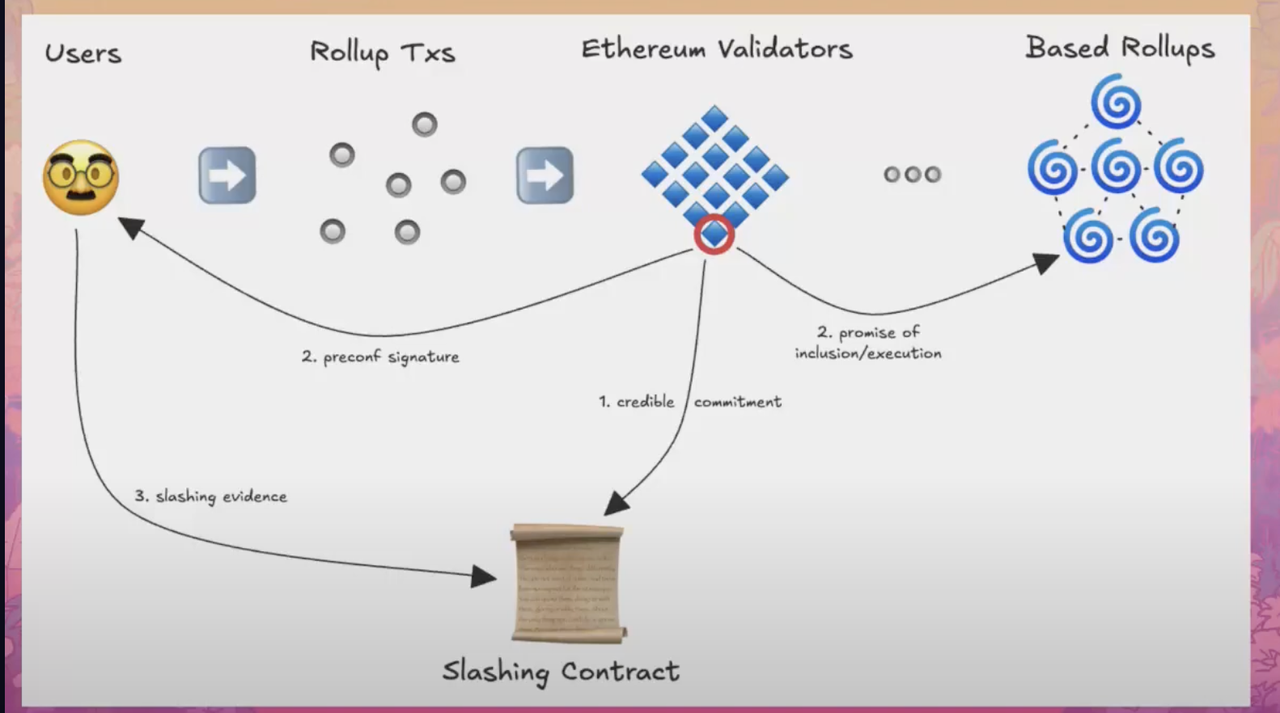 Users
Rollup Txs
Ethereum Validators
Based Rollups
2. preconf signature
2. promise of
inclusion/execution
1. credible commitment
3. slashing evidence
Slashing Contract